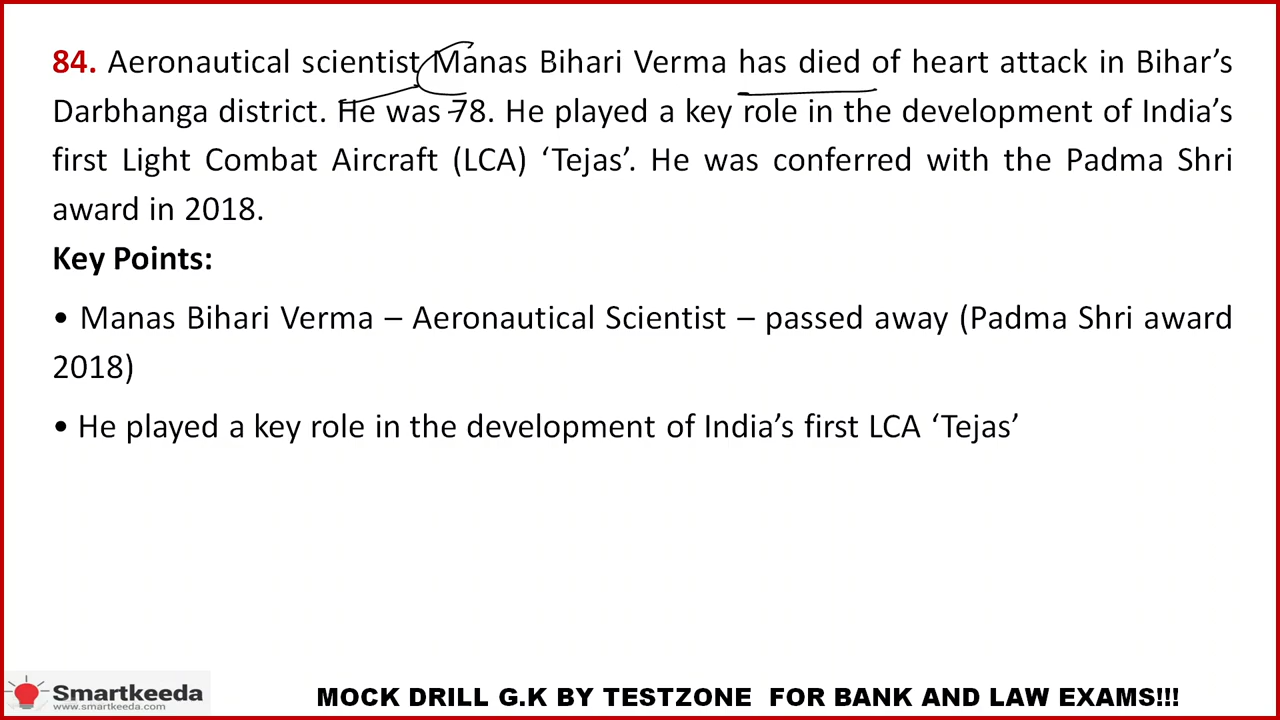 84. Aeronautical scientist Manas Bihari Verma has died of heart attack in Bihar’s
Darbhanga district. He was 78. He played a key role in the development of India’s
first Light Combat Aircraft (LCA) ‘Tejas’. He was conferred with the Padma Shri
award in 2018.
Key Points:
• Manas Bihari Verma – Aeronautical Scientist – passed away (Padma Shri award
2018)
• He played a key role in the development of India’s first LCA ‘Tejas’
Smartkeeda
www.smartkeeda.com
MOCK DRILL G.K BY TESTZONE FOR BANK AND LAW EXAMS!!!